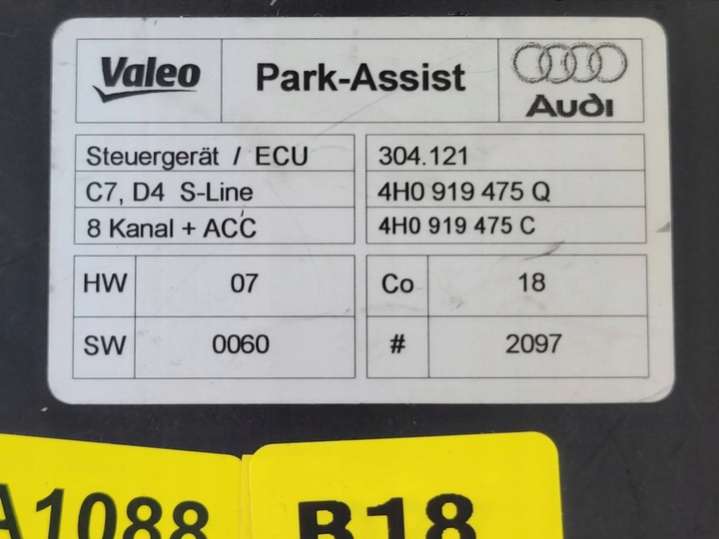 Valeo Park-Assist Audi
Steuergerät / ECU 304.121
C7, D4 S-Line 4H0 919 475 Q
8 Kanal + ACC 4H0 919 475 C
HW 07 Co 18
SW 0060 # 2097
A1088 B18